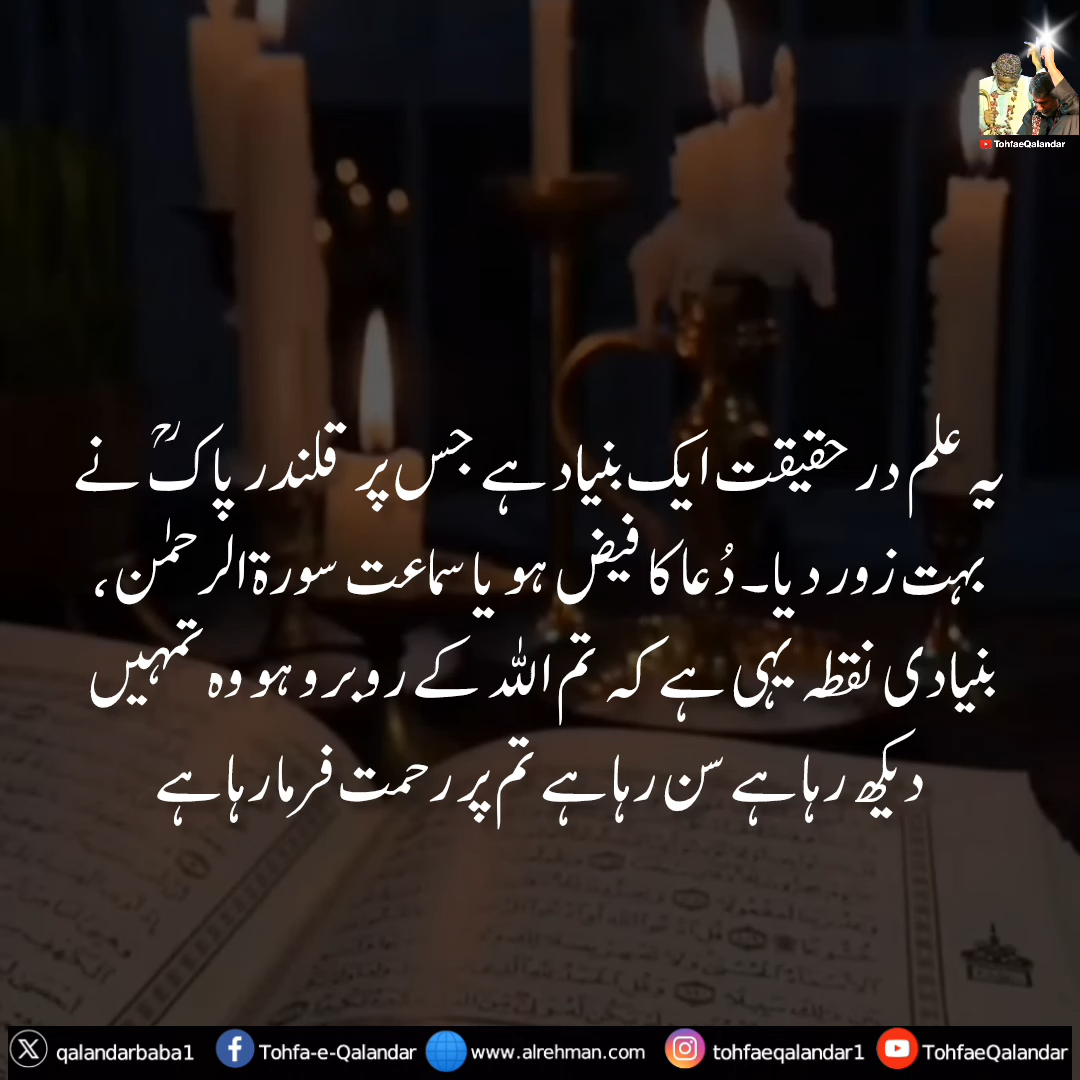 TohfaeQalandar
یہ علم در حقیقت ایک بنیاد ہے جس پر قلندر پاکؒ نے
بہت زور دیا۔ دُعا کا فیض ہو یا سماعت سورۃ الرحمٰن،
بنیادی نقطہ یہی ہے کہ تم اللہ کے روبرو ہو وہ تمہیں
دیکھ رہا ہے سن رہا ہے تم پر رحمت فرما رہا ہے
qalandarbaba1 Tohfa-e-Qalandar www.alrehman.com tohfaeqalandar1 TohfaeQalandar